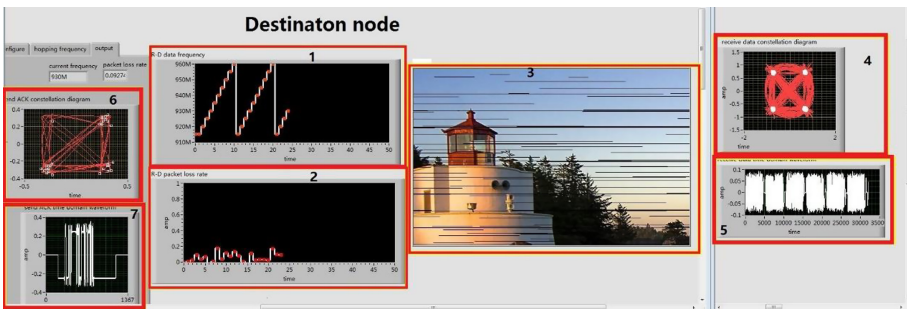 Destinaton node
onfigure hopping frequency output
current frequency packet loss rate
930M 0.09274
1
R-D data frequency
960M
950M
940M
930M
920M
910M
0 5 10 15 20 25 30 35 40 45 50
time
2
R-D packet loss rate
1
0.8
0.6
0.4
0.2
0
0 5 10 15 20 25 30 35 40 45 50
time
3
receive data constellation diagram
4
1.5
1
0.5
0
-0.5
-1
-1.5
amp
-2 2
time
0.1
0.05
0
-0.05
-0.1
amp
0 5000 10000 15000 20000 25000 30000 3500
time
5
6
end ACK constellation diagram
0.4
0.2
0
-0.2
-0.4
-0.5 0.5
time
7
send ACK time domain waveform
0.4
0.2
0
-0.2
-0.4
amp
0 1367